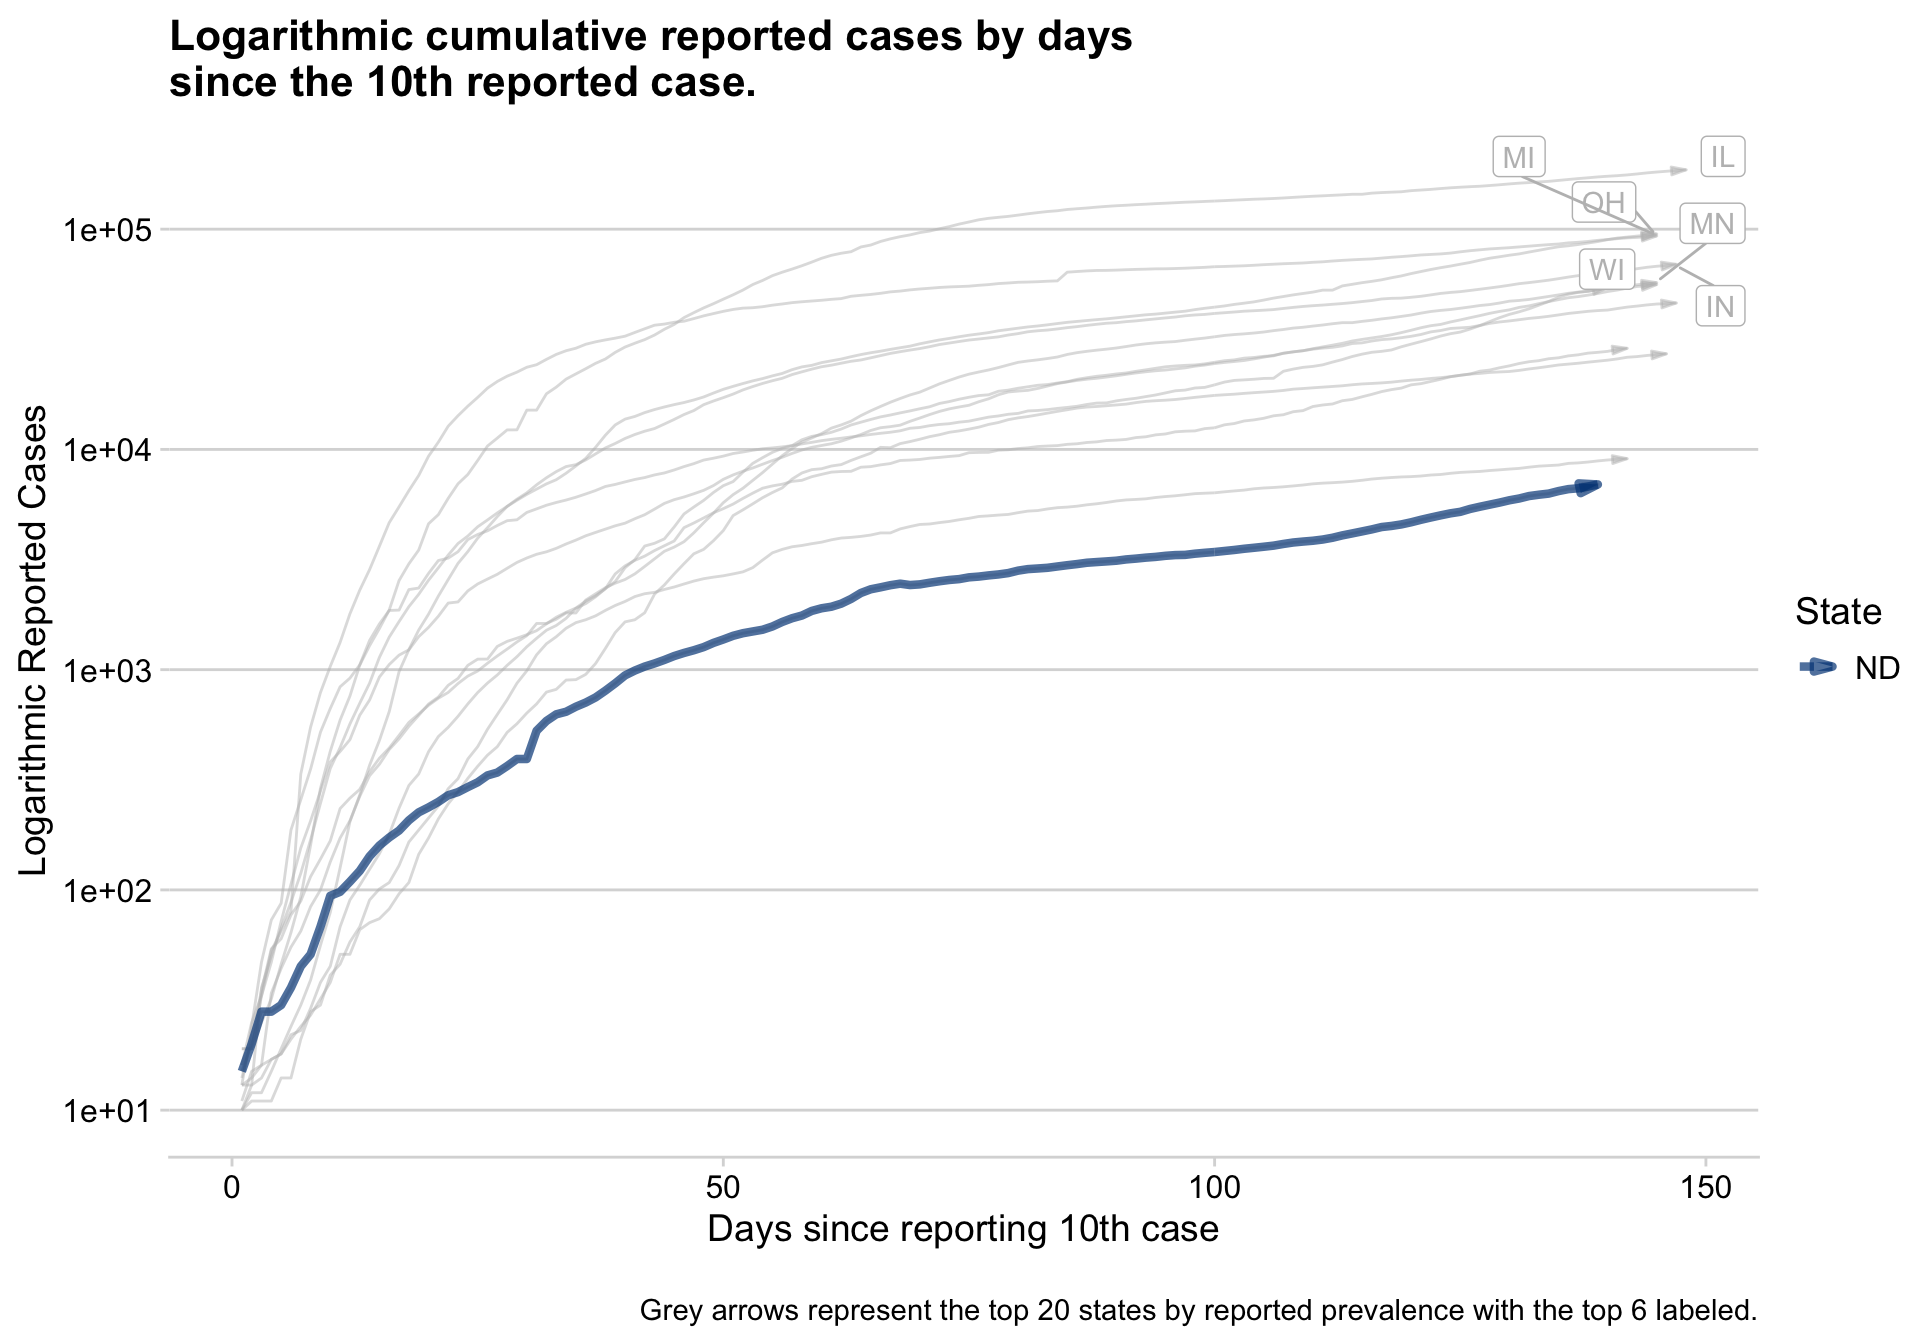 Logarithmic cumulative reported cases by days
since the 10th reported case.
MI
IL
OH
MN
WI
IN
1e+05
1e+04
1e+03
1e+02
1e+01
Logarithmic Reported Cases
State
ND
0
50
100
150
Days since reporting 10th case
Grey arrows represent the top 20 states by reported prevalence with the top 6 labeled.